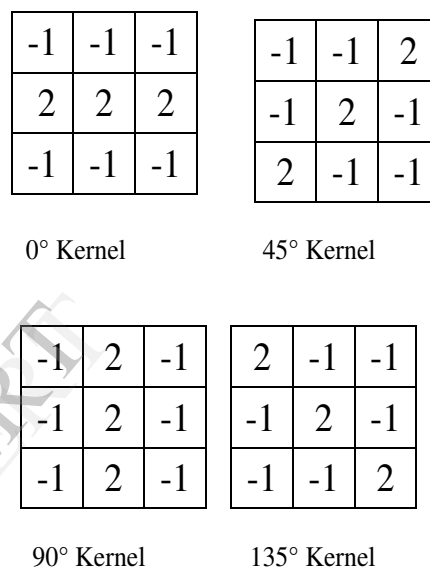 -1 -1 -1
2 2 2
-1 -1 -1
0° Kernel
-1 -1 2
-1 2 -1
2 -1 -1
45° Kernel
-1 2 -1
-1 2 -1
-1 2 -1
90° Kernel
2 -1 -1
-1 2 -1
-1 -1 2
135° Kernel